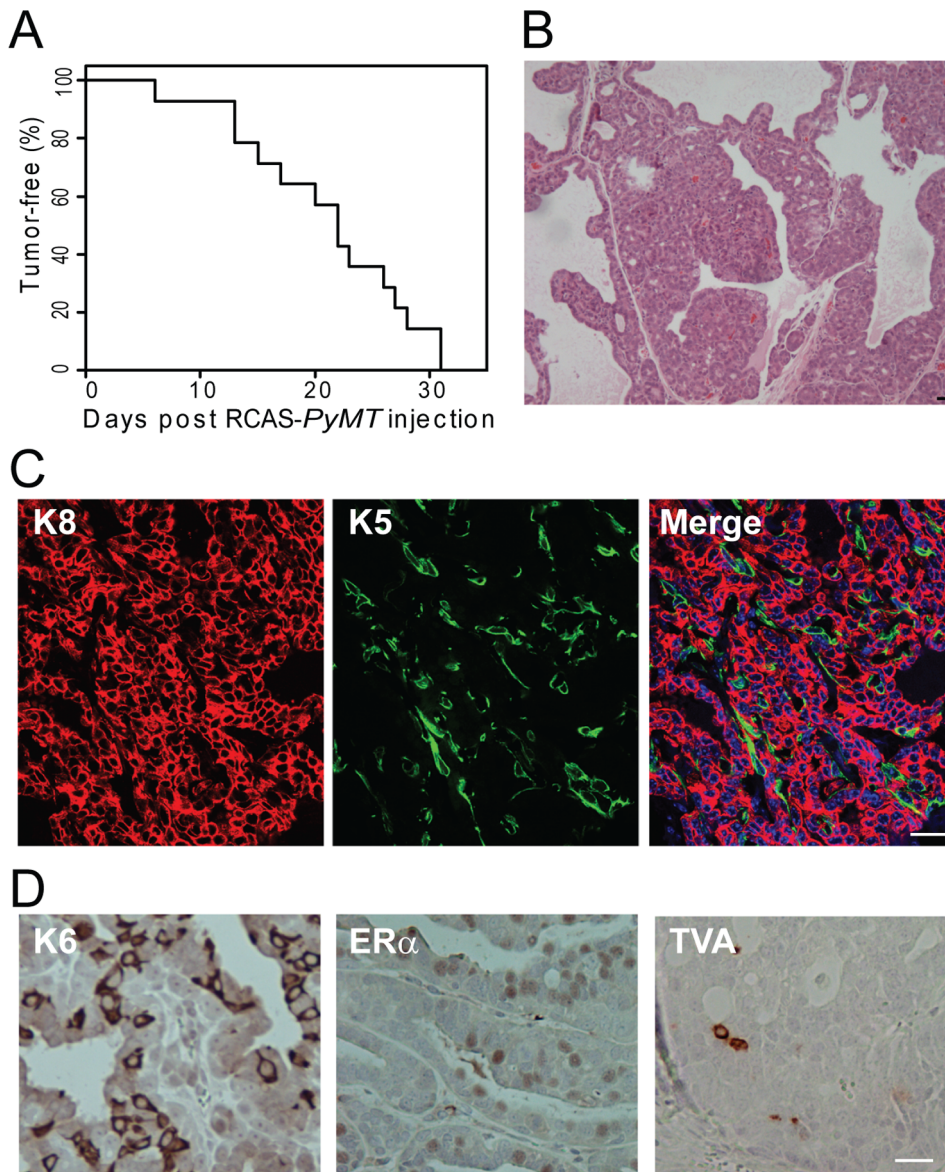 A
Tumor-free (%)
100
80
60
40
20
0
0 10 20 30
Days post RCAS-PyMT injection
B
C
K8 K5 Merge
D
K6 ERα TVA